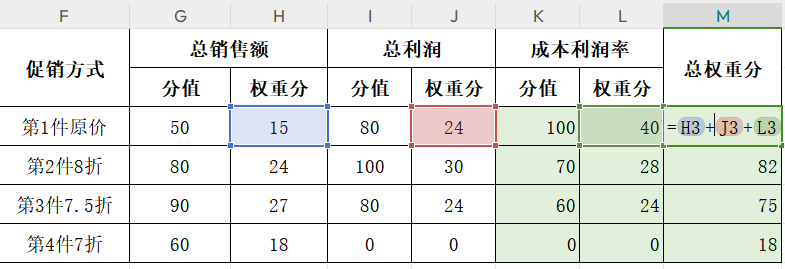 F G H I J K L M
促销方式 总销售额 总利润 成本利润率 总权重分
分值 权重分 分值 权重分 分值 权重分
第1件原价 50 15 80 24 100 40 =H3+J3+L3
第2件8折 80 24 100 30 70 28 82
第3件7.5折 90 27 80 24 60 24 75
第4件7折 60 18 0 0 0 0 18